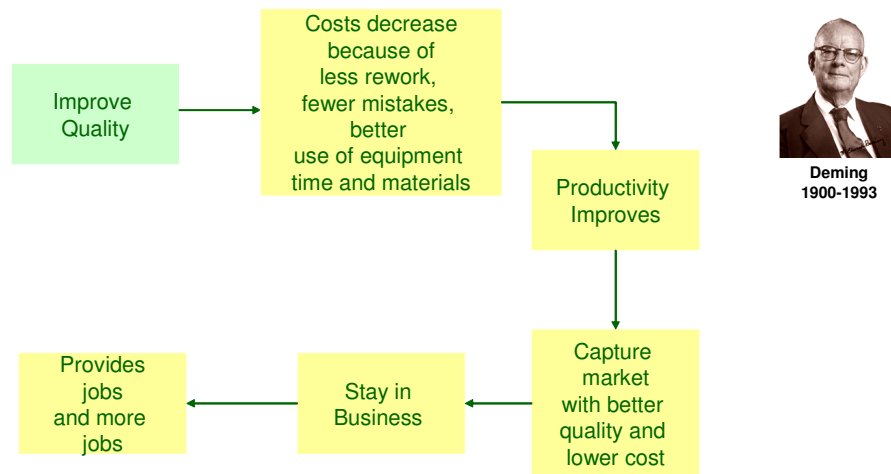 Improve
Quality
Costs decrease
because of
less rework,
fewer mistakes,
better
use of equipment
time and materials
Productivity
Improves
Capture
market
with better
quality and
lower cost
Stay in
Business
Provides
jobs
and more
jobs
Deming
1900-1993